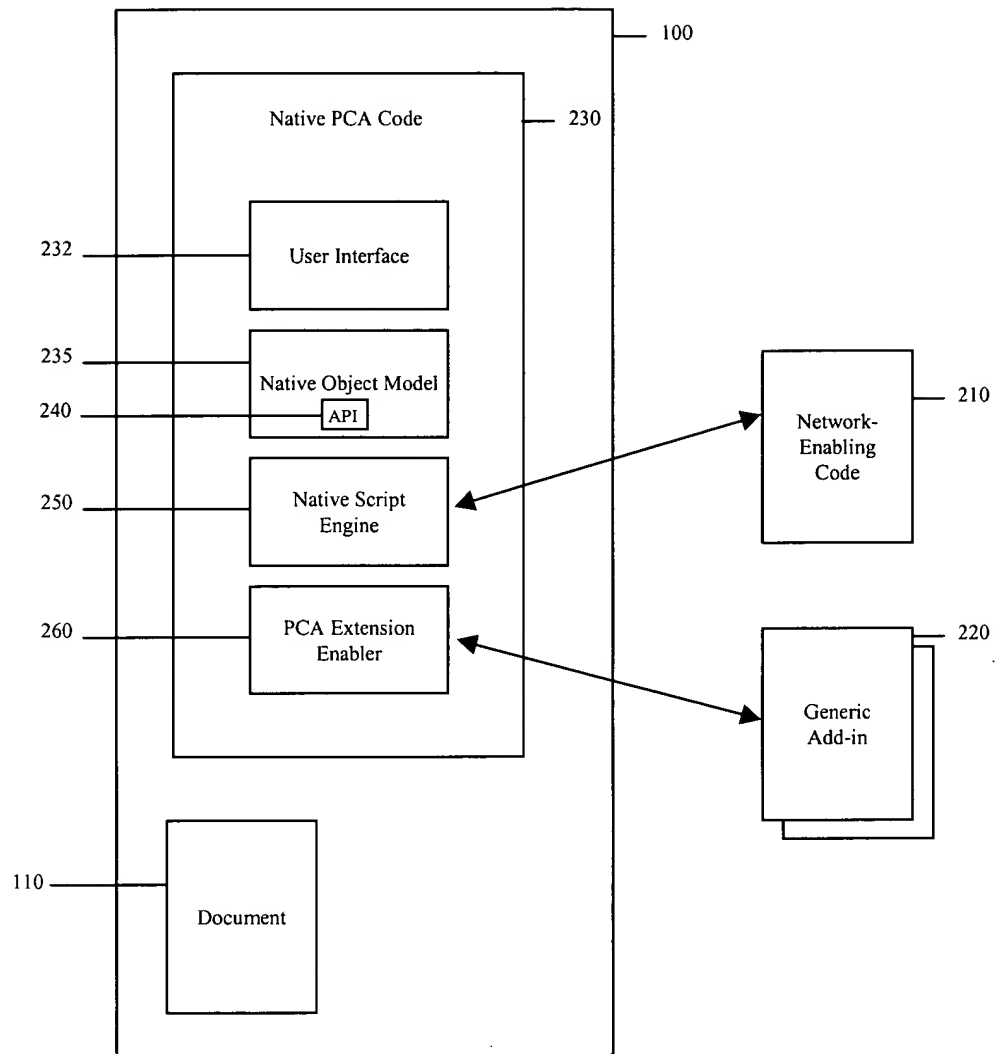 100
Native PCA Code
230
232
User Interface
235
Native Object Model
240
API
210
Network-
Enabling
Code
250
Native Script
Engine
260
PCA Extension
Enabler
220
Generic
Add-in
110
Document